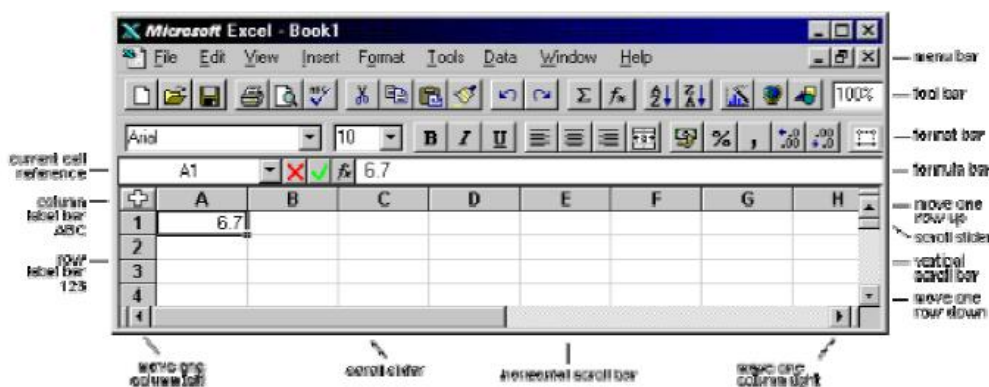 Microsoft Excel - Book1
File Edit View Insert Format Tools Data Window Help
menu bar
100%
tool bar
Arial 10 B I U % ,
format bar
current cell
reference
A1 6.7
formula bar
column
label bar
ABC
A B C D E F G H
move one
row up
1 6.7
scroll slider
2
row
label bar
123
3
vertical
scroll bar
4
move one
row down
move one
column left
scroll slider
horizontal scroll bar
move one
column right